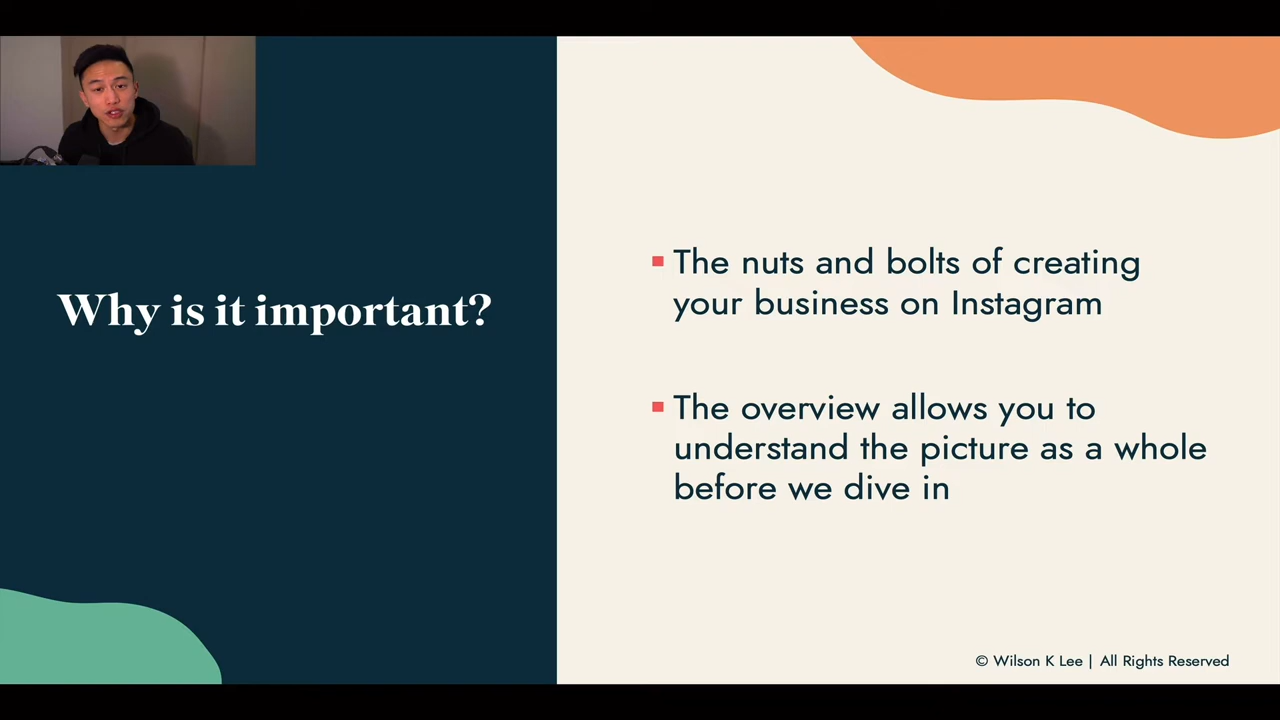 Why is it important?
The nuts and bolts of creating
your business on Instagram
The overview allows you to
understand the picture as a whole
before we dive in
© Wilson K Lee | All Rights Reserved